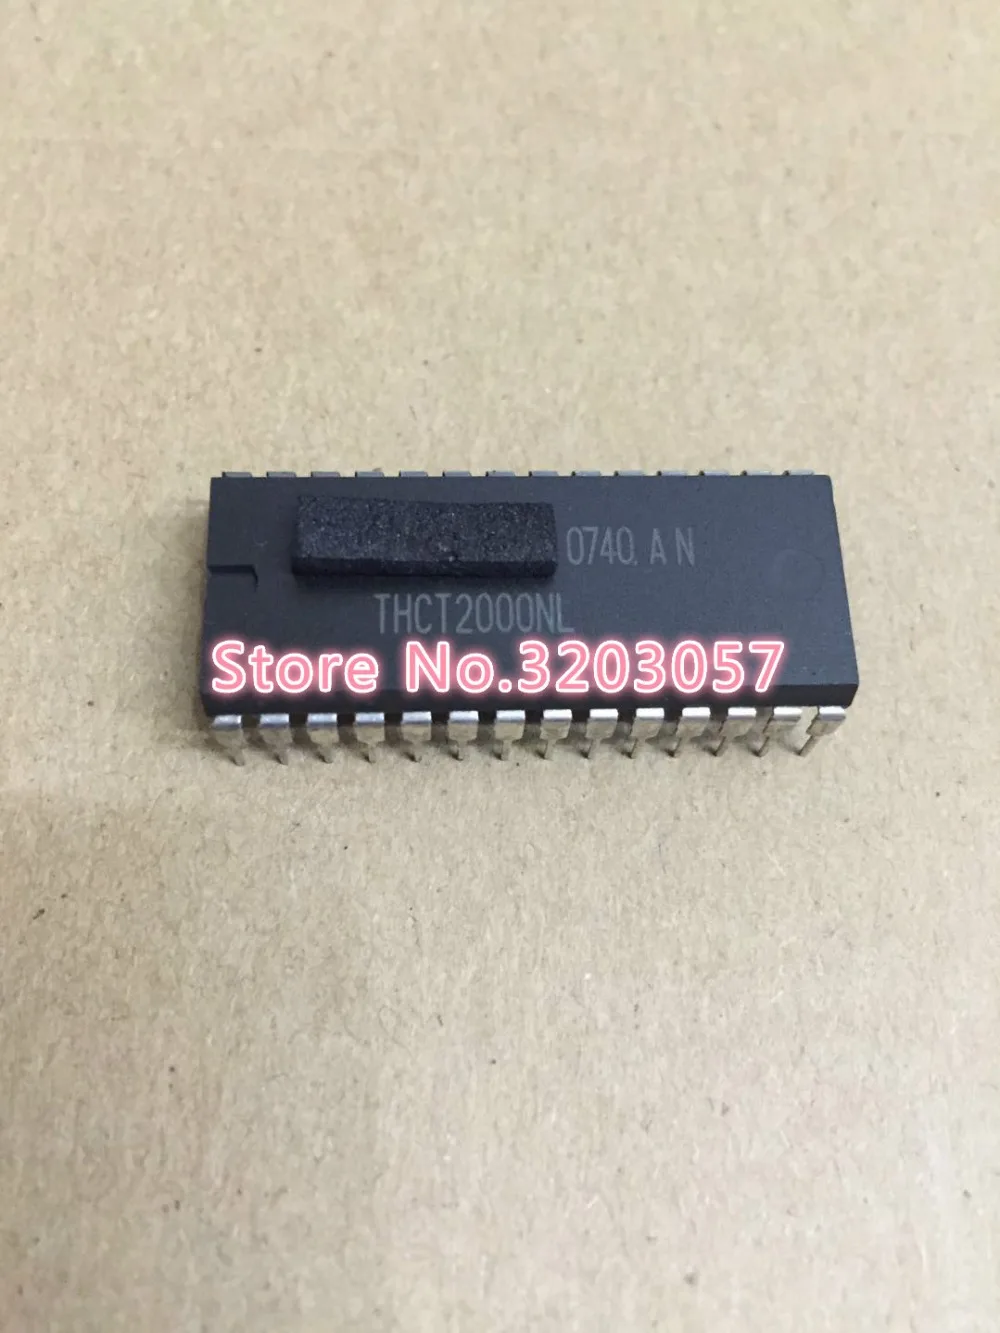 0740. A N
THCT2000NL
Store No.3203057